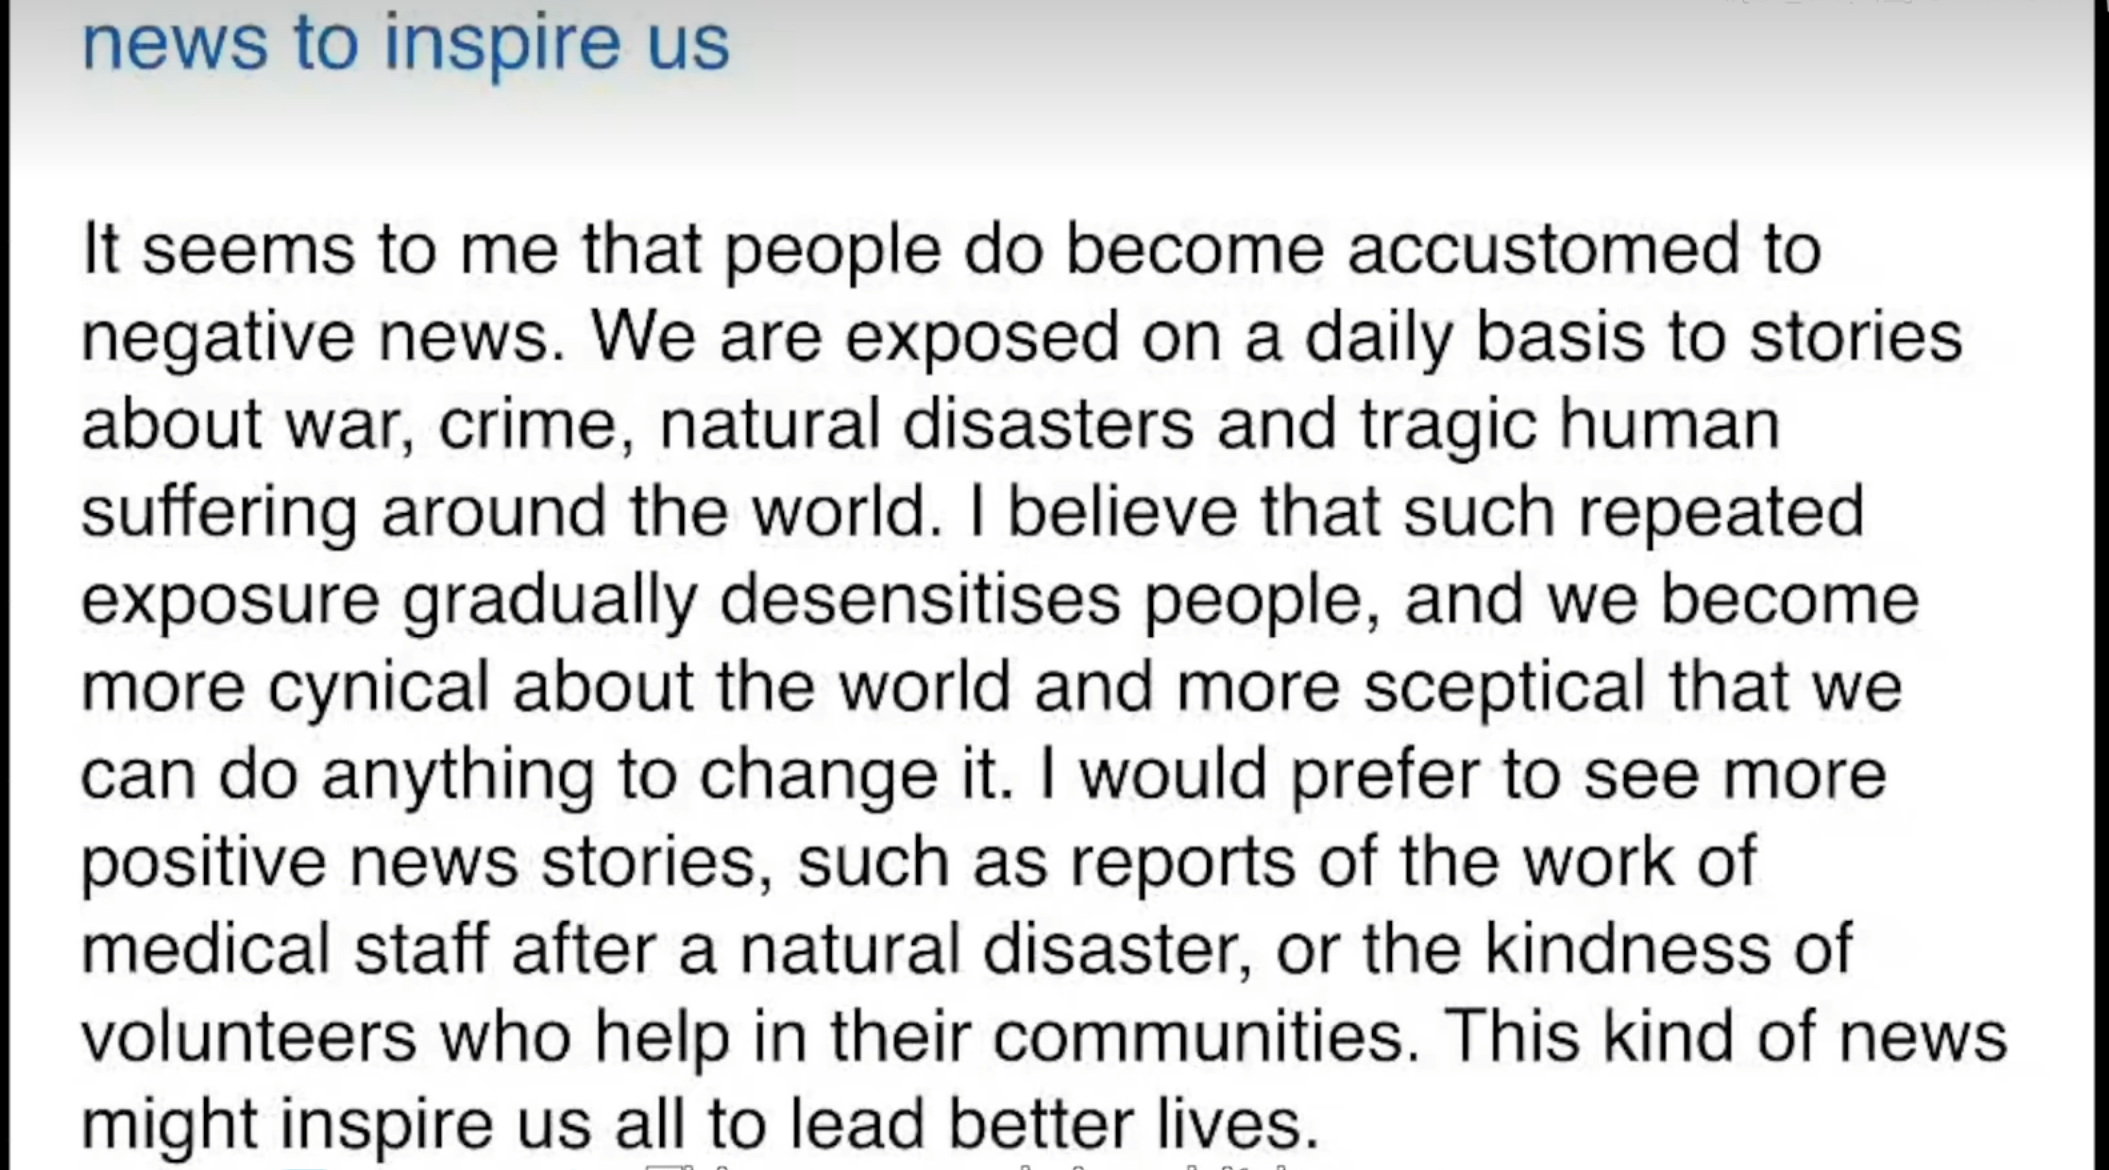 news to inspire us
It seems to me that people do become accustomed to
negative news. We are exposed on a daily basis to stories
about war, crime, natural disasters and tragic human
suffering around the world. I believe that such repeated
exposure gradually desensitises people, and we become
more cynical about the world and more sceptical that we
can do anything to change it. I would prefer to see more
positive news stories, such as reports of the work of
medical staff after a natural disaster, or the kindness of
volunteers who help in their communities. This kind of news
might inspire us all to lead better lives.